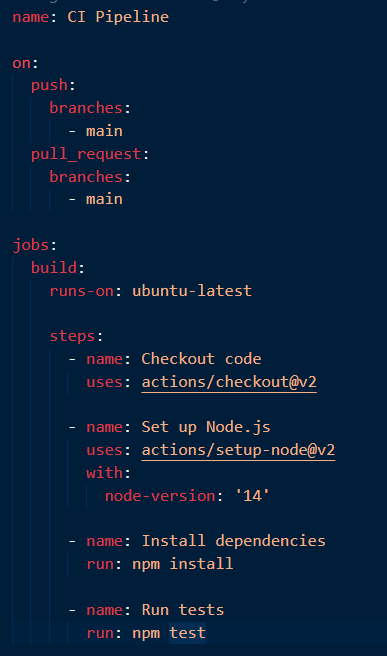 name: CI Pipeline
on:
push:
branches:
- main
pull_request:
branches:
- main
jobs:
build:
runs-on: ubuntu-latest
steps:
- name: Checkout code
uses: actions/checkout@v2
- name: Set up Node.js
uses: actions/setup-node@v2
with:
node-version: '14'
- name: Install dependencies
run: npm install
- name: Run tests
run: npm test